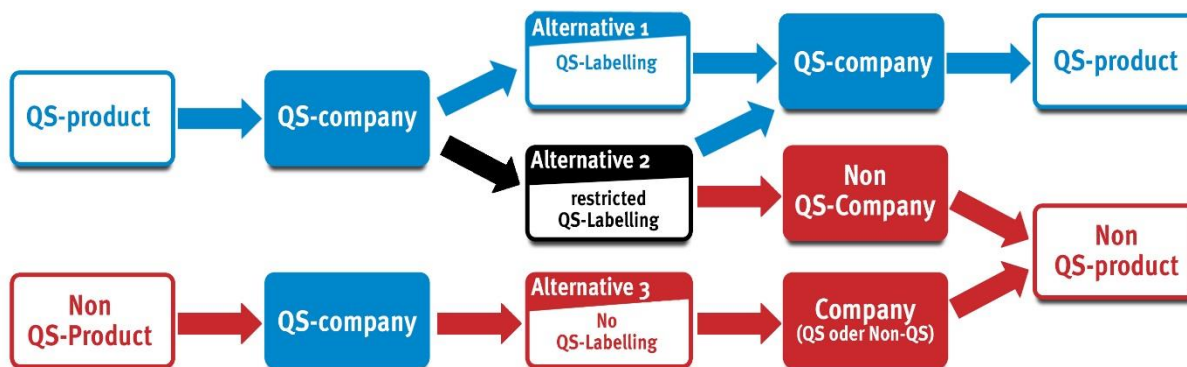 Alternative 1
QS-Labelling
QS-product
QS-company
QS-company
QS-product
Alternative 2
restricted
QS-Labelling
Non
QS-Company
Non
QS-product
Non
QS-Product
QS-company
Alternative 3
No
QS-Labelling
Company
(QS oder Non-QS)